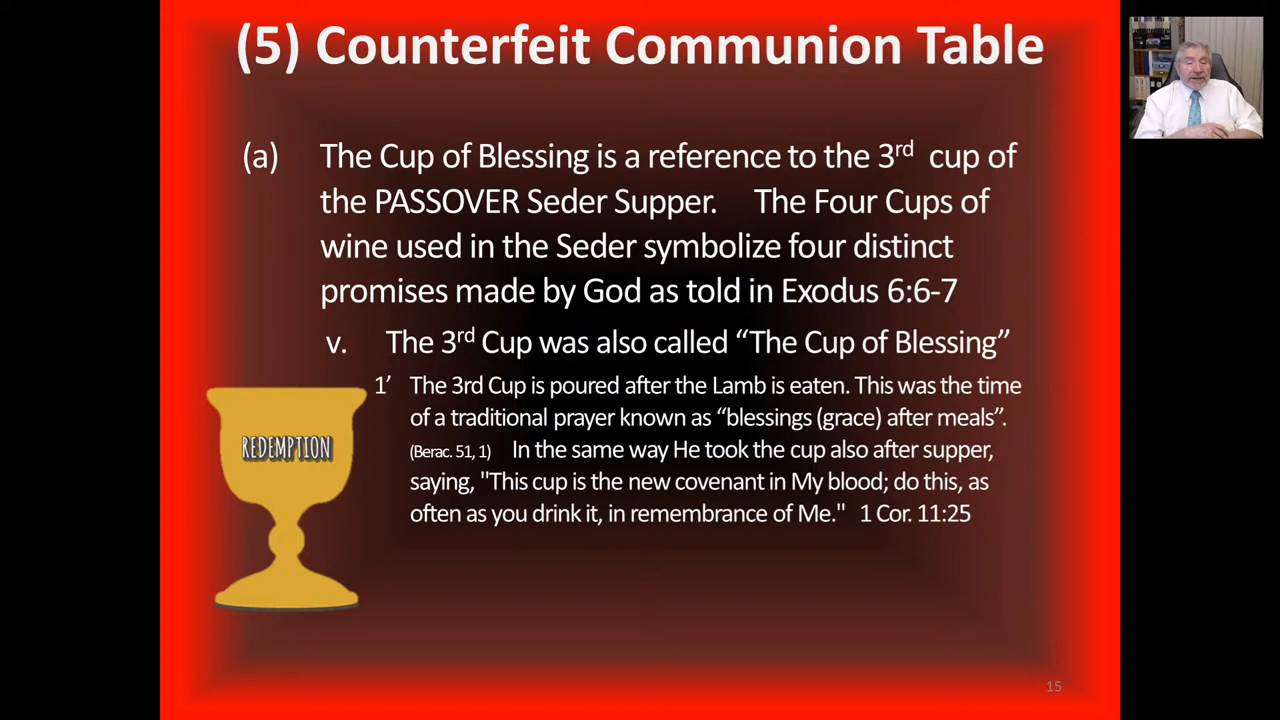 (5) Counterfeit Communion Table
(a) The Cup of Blessing is a reference to the 3rd cup of
the PASSOVER Seder Supper. The Four Cups of
wine used in the Seder symbolize four distinct
promises made by God as told in Exodus 6:6-7
v. The 3rd Cup was also called “The Cup of Blessing”
1’ The 3rd Cup is poured after the Lamb is eaten. This was the time
of a traditional prayer known as “blessings (grace) after meals”.
(Berac. 51, 1) In the same way He took the cup also after supper,
saying, "This cup is the new covenant in My blood; do this, as
often as you drink it, in remembrance of Me." 1 Cor. 11:25
REDEMPTION
15